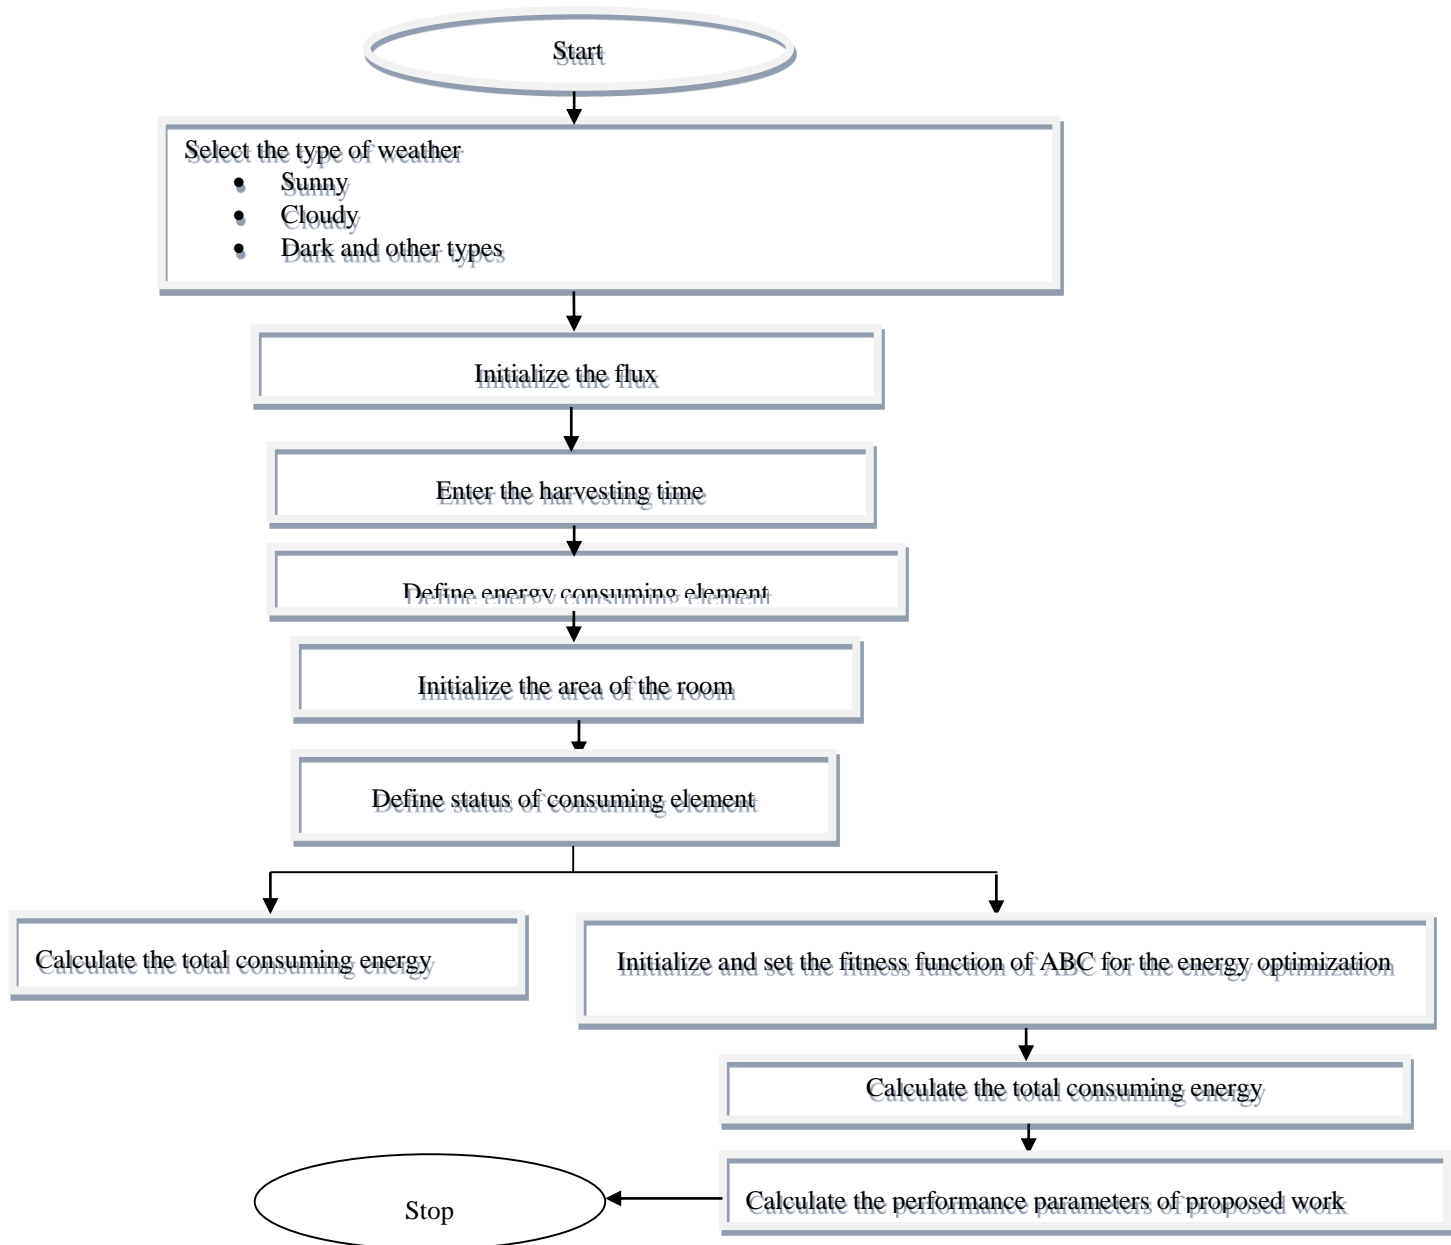 Start
Select the type of weather
• Sunny
• Cloudy
• Dark and other types
Initialize the flux
Enter the harvesting time
Define energy consuming element
Initialize the area of the room
Define status of consuming element
Calculate the total consuming energy
Initialize and set the fitness function of ABC for the energy optimization
Calculate the total consuming energy
Calculate the performance parameters of proposed work
Stop